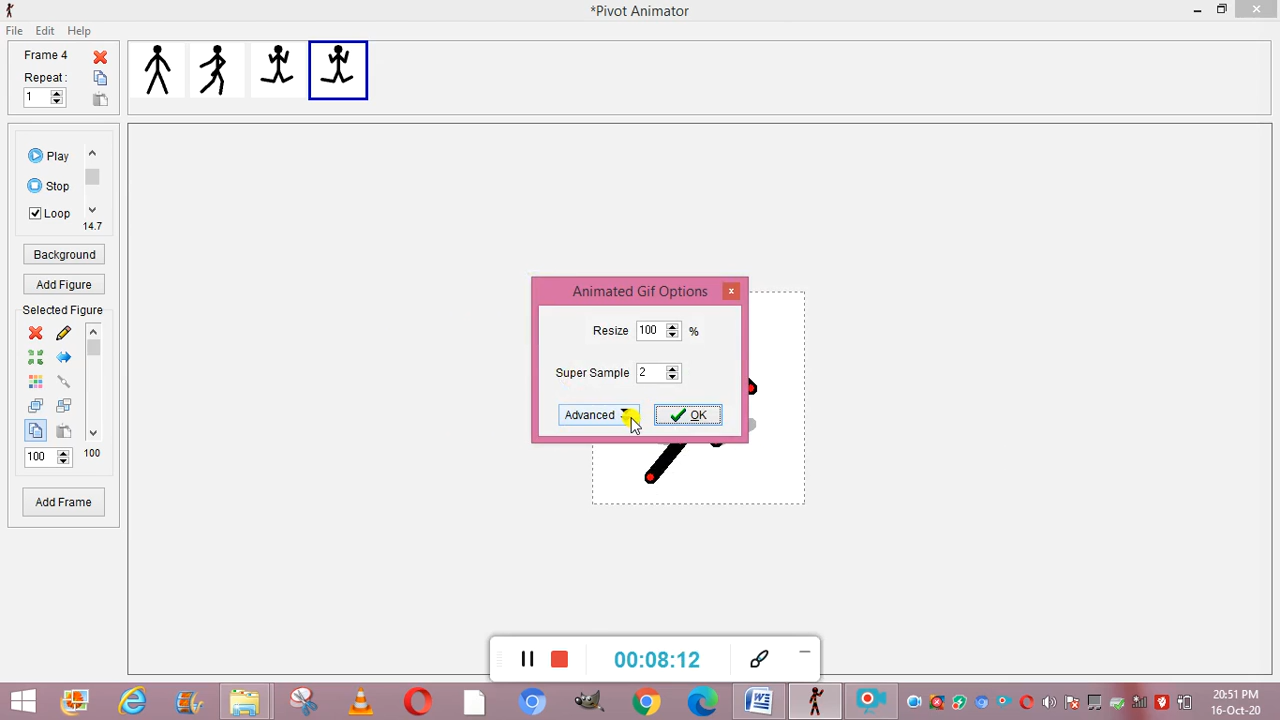 *Pivot Animator
File Edit Help
Frame 4
Repeat :
1
Play
Stop
Loop
14.7
Background
Add Figure
Selected Figure
100
100
Add Frame
Animated Gif Options
x
Resize 100 %
Super Sample 2
Advanced
OK
00:08:12
20:51 PM
16-Oct-20